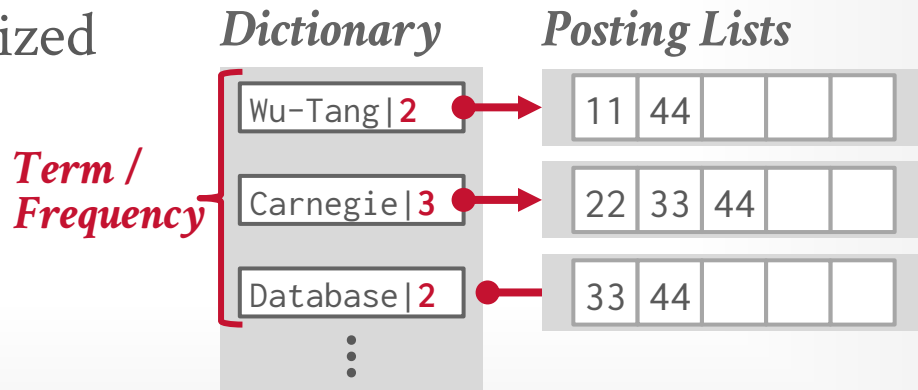 ized
Dictionary
Posting Lists
Term /
Frequency
Wu-Tang|2
11 44
Carnegie|3
22 33 44
Database|2
33 44